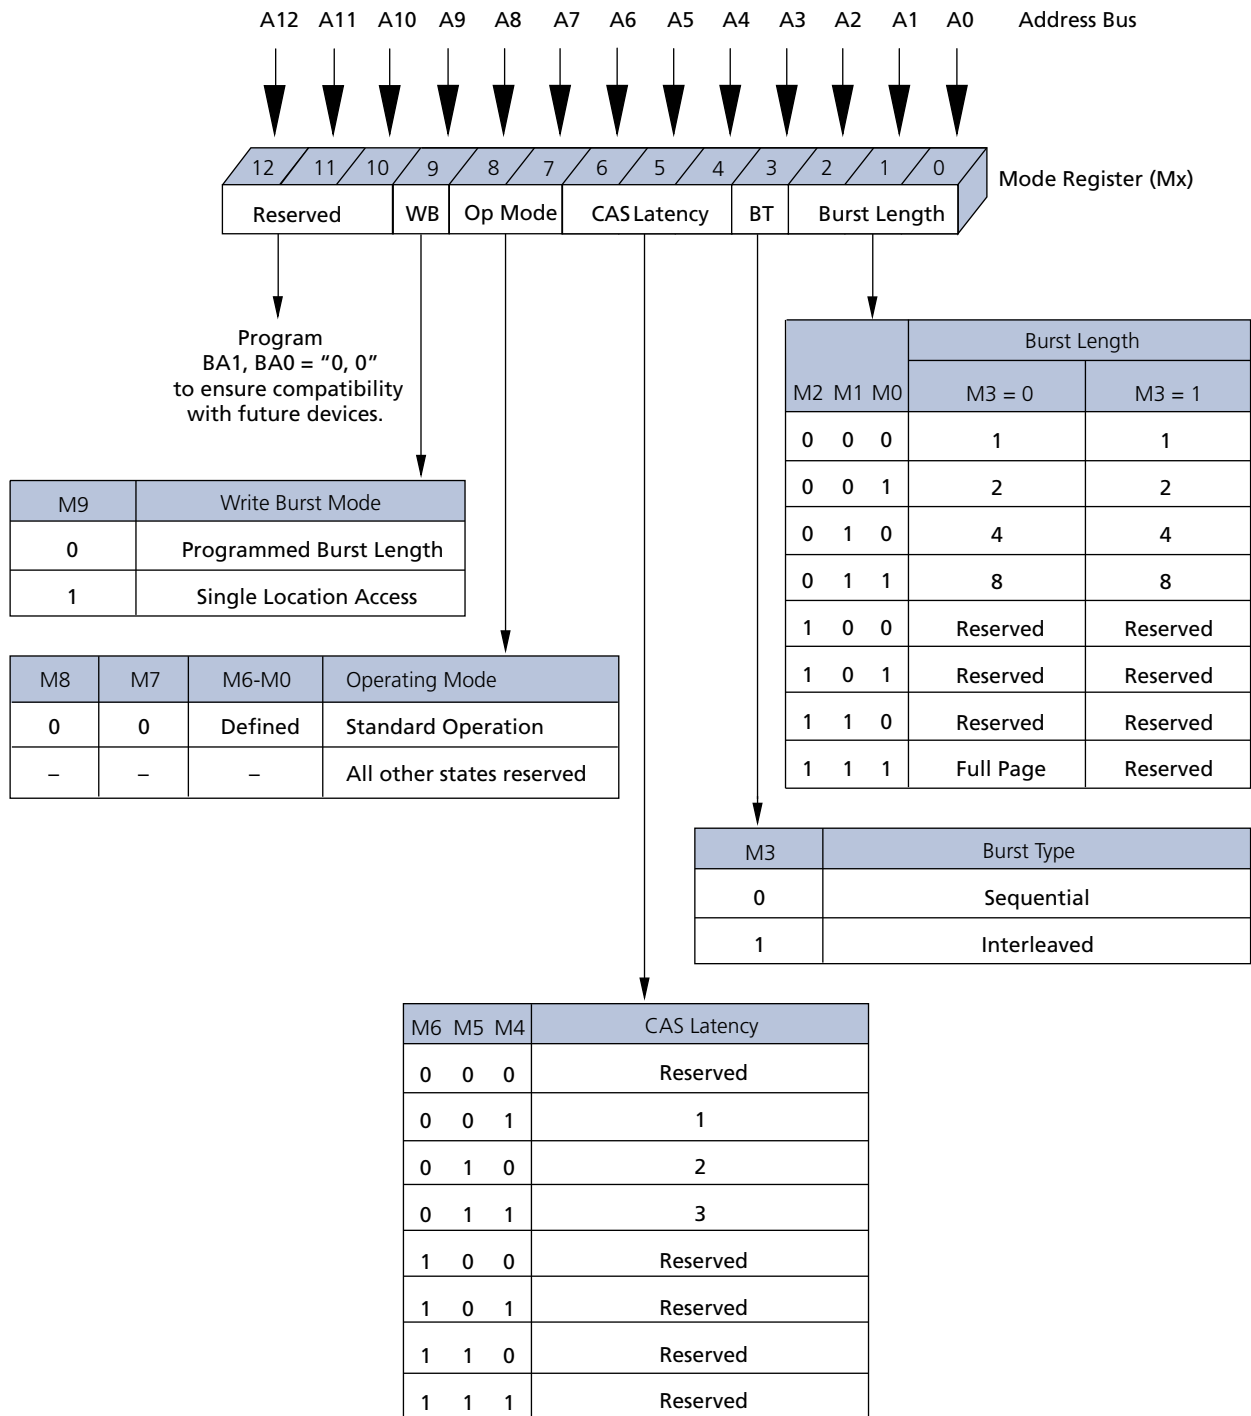 A12 A11 A10 A9 A8 A7 A6 A5 A4 A3 A2 A1 A0 Address Bus
12 11 10 9 8 7 6 5 4 3 2 1 0
Mode Register (Mx)
Reserved WB Op Mode CAS Latency BT Burst Length
Program
BA1, BA0 = “0, 0”
to ensure compatibility
with future devices.
Burst Length
M2 M1 M0 M3 = 0 M3 = 1
0 0 0 1 1
0 0 1 2 2
0 1 0 4 4
0 1 1 8 8
1 0 0 Reserved Reserved
1 0 1 Reserved Reserved
1 1 0 Reserved Reserved
1 1 1 Full Page Reserved
M9 Write Burst Mode
0 Programmed Burst Length
1 Single Location Access
M8 M7 M6-M0 Operating Mode
0 0 Defined Standard Operation
– – – All other states reserved
M3 Burst Type
0 Sequential
1 Interleaved
M6 M5 M4 CAS Latency
0 0 0 Reserved
0 0 1 1
0 1 0 2
0 1 1 3
1 0 0 Reserved
1 0 1 Reserved
1 1 0 Reserved
1 1 1 Reserved